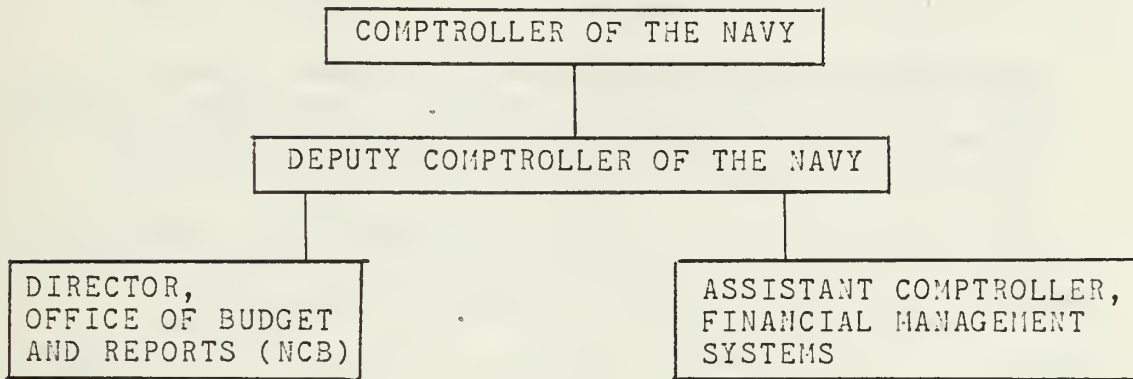 COMPTROLLER OF THE NAVY
DEPUTY COMPTROLLER OF THE NAVY
DIRECTOR,
OFFICE OF BUDGET
AND REPORTS (NCB)
ASSISTANT COMPTROLLER,
FINANCIAL MANAGEMENT
SYSTEMS